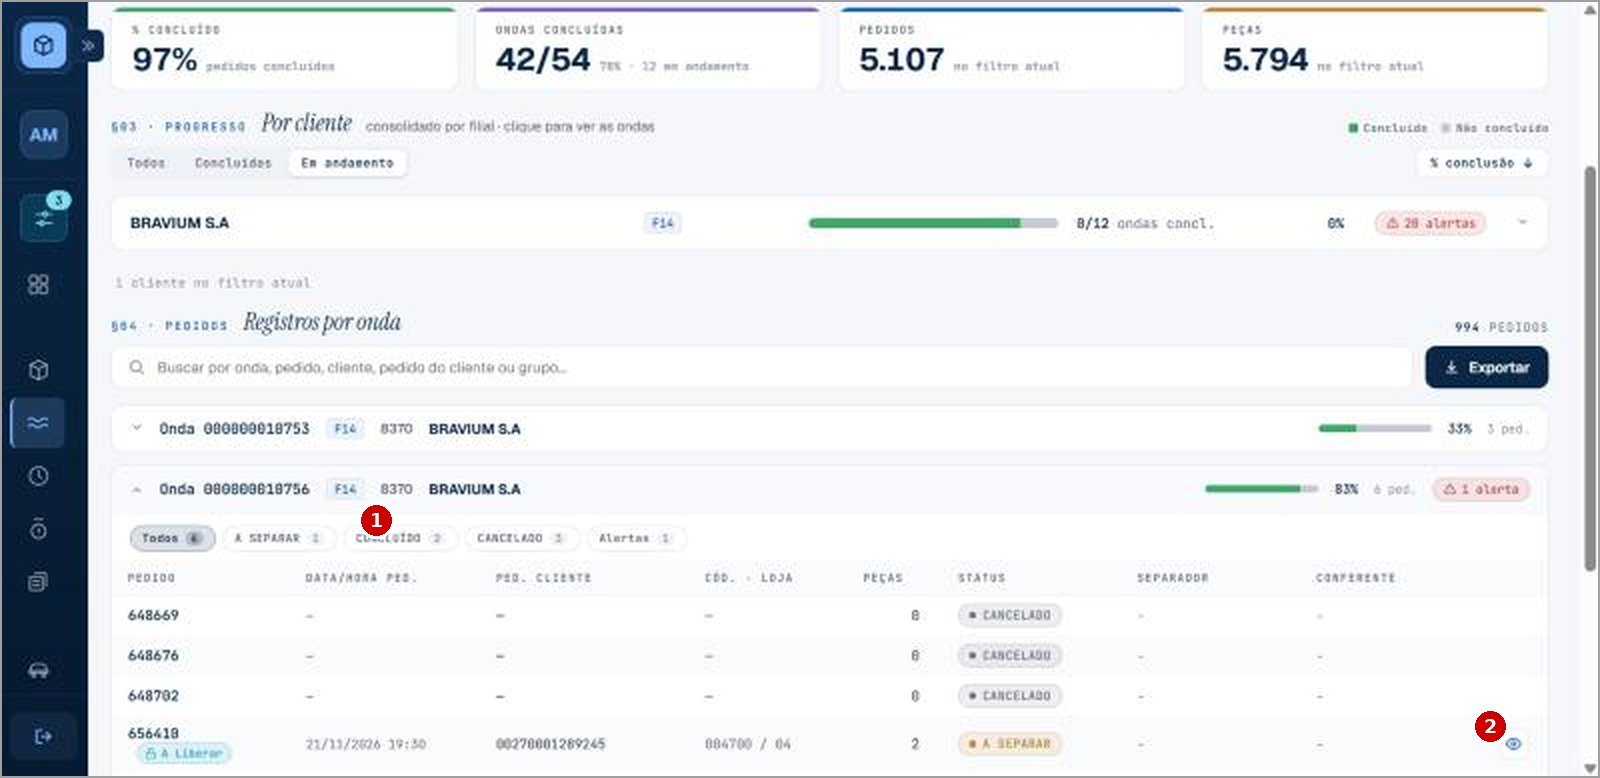 % CONCLUÍDO
97% pedidos concluídos
ONDAS CONCLUÍDAS
42/54 78% · 12 em andamento
PEDIDOS
5.107 no filtro atual
PEÇAS
5.794 no filtro atual
AM
3
§03 · PROGRESSO Por cliente consolidado por filial · clique para ver as ondas
Concluído Não concluído
Todos Concluídos Em andamento
% conclusão ↓
BRAVIUM S.A F14 0/12 ondas concl. 0% 20 alertas
1 cliente no filtro atual
§04 · PEDIDOS Registros por onda
994 PEDIDOS
Buscar por onda, pedido, cliente, pedido do cliente ou grupo...
Exportar
Onda 000000010753 F14 8370 BRAVIUM S.A 33% 3 ped.
Onda 000000010756 F14 8370 BRAVIUM S.A 83% 6 ped. 1 alerta
1
Todos 6 A SEPARAR 1 CONCLUÍDO 2 CANCELADO 3 Alertas 1
PEDIDO DATA/HORA PED. PED. CLIENTE CÓD. · LOJA PEÇAS STATUS SEPARADOR CONFERENTE
648669 – – – 0 CANCELADO - -
648676 – – – 0 CANCELADO - -
648702 – – – 0 CANCELADO - -
2
656410 21/11/2026 19:30 00270001289245 004700 / 04 2 A SEPARAR - -
A Liberar